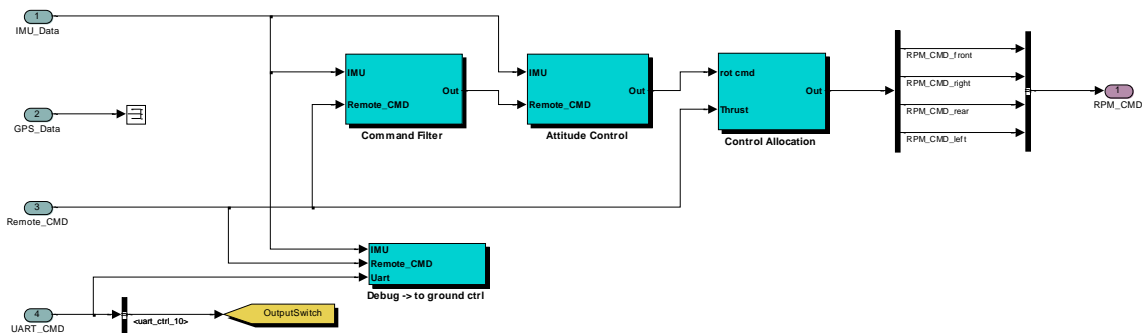 1
IMU_Data
2
GPS_Data
3
Remote_CMD
4
UART_CMD
<uart_ctrl_10>
OutputSwitch
IMU
Remote_CMD
Out
Command Filter
IMU
Remote_CMD
Out
Attitude Control
rot cmd
Thrust
Out
Control Allocation
IMU
Remote_CMD
Uart
Debug -> to ground ctrl
RPM_CMD_front
RPM_CMD_right
RPM_CMD_rear
RPM_CMD_left
1
RPM_CMD